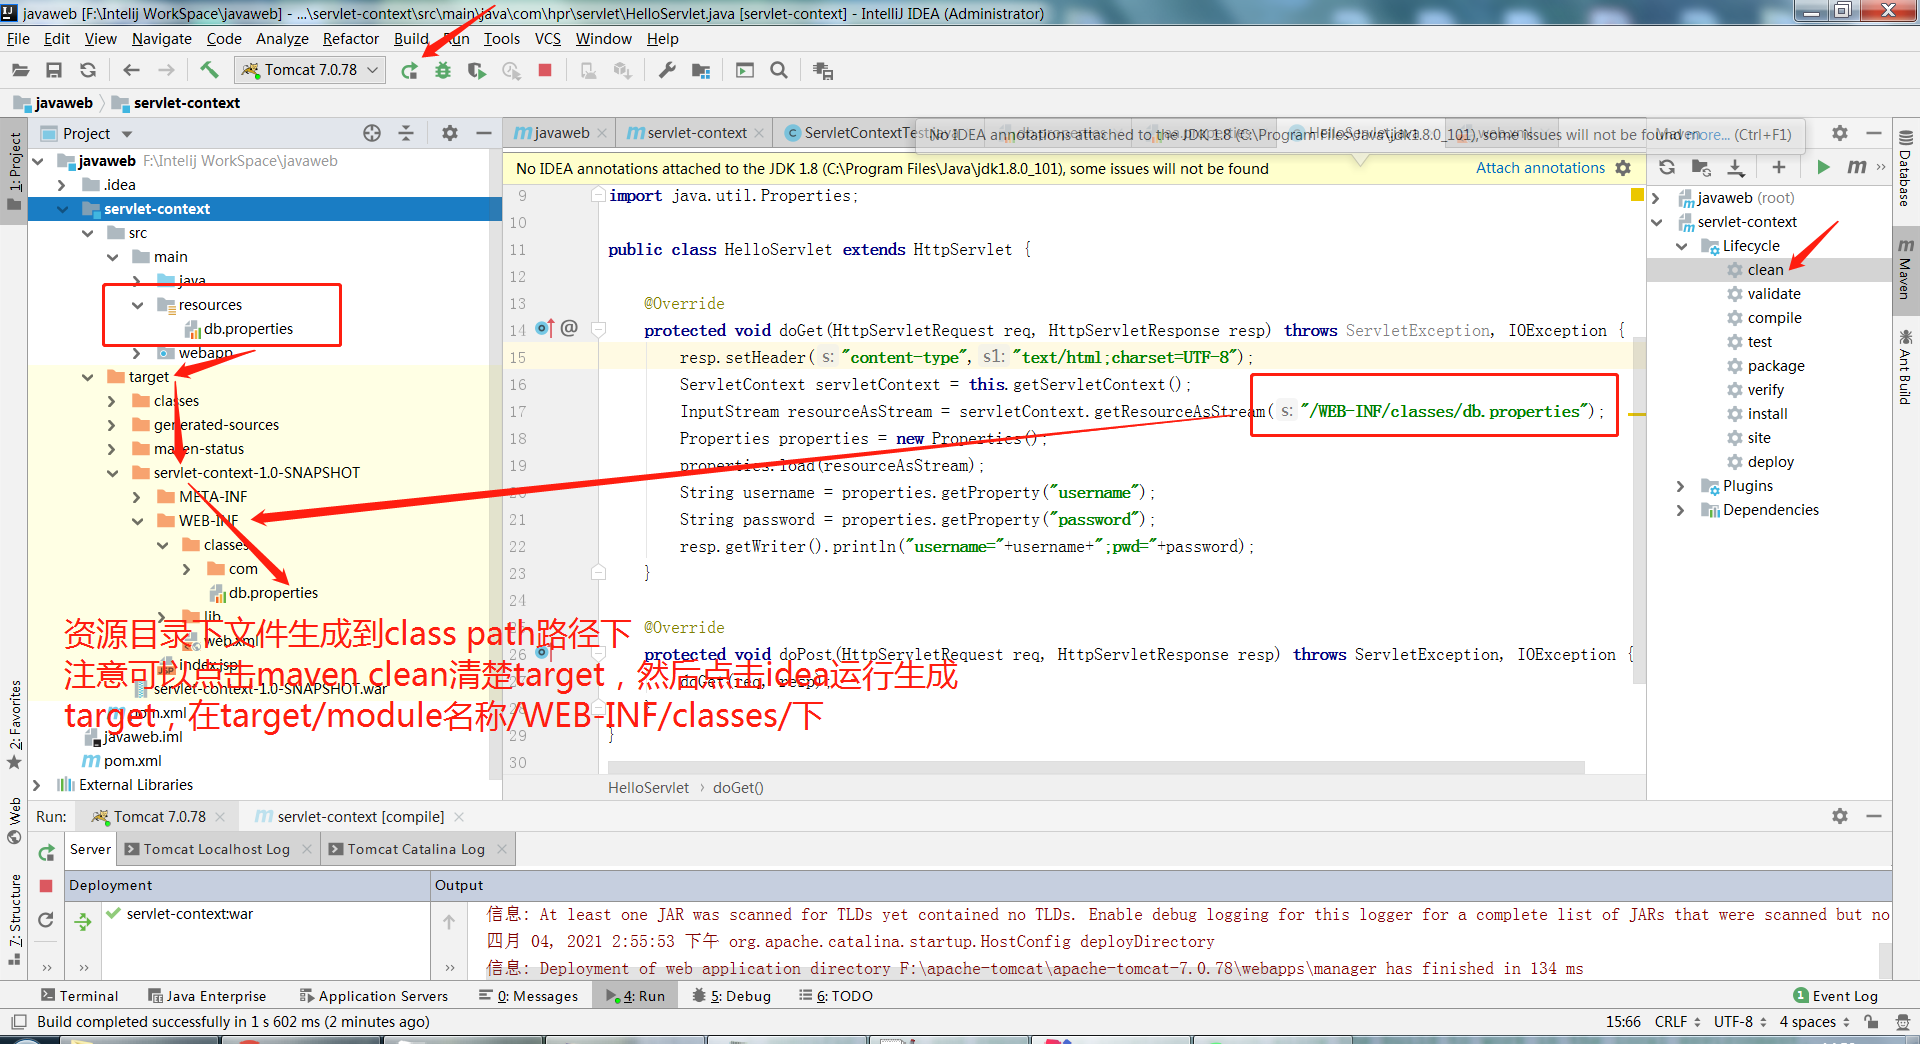 javaweb [F:\Intelij WorkSpace\javaweb] - ...\servlet-context\src\main\java\com\hpr\servlet\HelloServlet.java [servlet-context] - IntelliJ IDEA (Administrator)
File Edit View Navigate Code Analyze Refactor Build Run Tools VCS Window Help
Tomcat 7.0.78
javaweb servlet-context
1: Project
Project
javaweb F:\Intelij WorkSpace\javaweb
.idea
servlet-context
src
main
java
resources
db.properties
webapp
target
classes
generated-sources
maven-status
servlet-context-1.0-SNAPSHOT
META-INF
WEB-INF
classes
com
db.properties
lib
web.xml
index.jsp
servlet-context-1.0-SNAPSHOT.war
pom.xml
javaweb.iml
pom.xml
External Libraries
资源目录下文件生成到class path路径下
注意可以点击maven clean清楚target，然后点击idea运行生成
target，在target/module名称/WEB-INF/classes/下
javaweb servlet-context ServletContextTest
No IDEA annotations attached to the JDK 1.8 (C:\Program Files\Java\jdk1.8.0_101), some issues will not be found more... (Ctrl+F1)
No IDEA annotations attached to the JDK 1.8 (C:\Program Files\Java\jdk1.8.0_101), some issues will not be found Attach annotations
9 import java.util.Properties;
10
11 public class HelloServlet extends HttpServlet {
12
13 @Override
14 @ protected void doGet(HttpServletRequest req, HttpServletResponse resp) throws ServletException, IOException {
15 resp.setHeader( s: "content-type", s1: "text/html;charset=UTF-8");
16 ServletContext servletContext = this.getServletContext();
17 InputStream resourceAsStream = servletContext.getResourceAsStream( s: "/WEB-INF/classes/db.properties");
18 Properties properties = new Properties();
19 properties.load(resourceAsStream);
20 String username = properties.getProperty("username");
21 String password = properties.getProperty("password");
22 resp.getWriter().println("username="+username+";pwd="+password);
23 }
24
@Override
26 protected void doPost(HttpServletRequest req, HttpServletResponse resp) throws ServletException, IOException {
doGet(req, resp);
}
29 }
30
HelloServlet › doGet()
javaweb (root)
servlet-context
Lifecycle
clean
validate
compile
test
package
verify
install
site
deploy
Plugins
Dependencies
Database
Maven
Ant Build
2: Favorites
Web
7: Structure
Run: Tomcat 7.0.78 servlet-context [compile]
Server Tomcat Localhost Log Tomcat Catalina Log
Deployment Output
servlet-context:war
信息: At least one JAR was scanned for TLDs yet contained no TLDs. Enable debug logging for this logger for a complete list of JARs that were scanned but no
四月 04, 2021 2:55:53 下午 org.apache.catalina.startup.HostConfig deployDirectory
信息: Deployment of web application directory F:\apache-tomcat\apache-tomcat-7.0.78\webapps\manager has finished in 134 ms
Terminal Java Enterprise Application Servers 0: Messages 4: Run 5: Debug 6: TODO 1 Event Log
Build completed successfully in 1 s 602 ms (2 minutes ago) 15:66 CRLF UTF-8 4 spaces